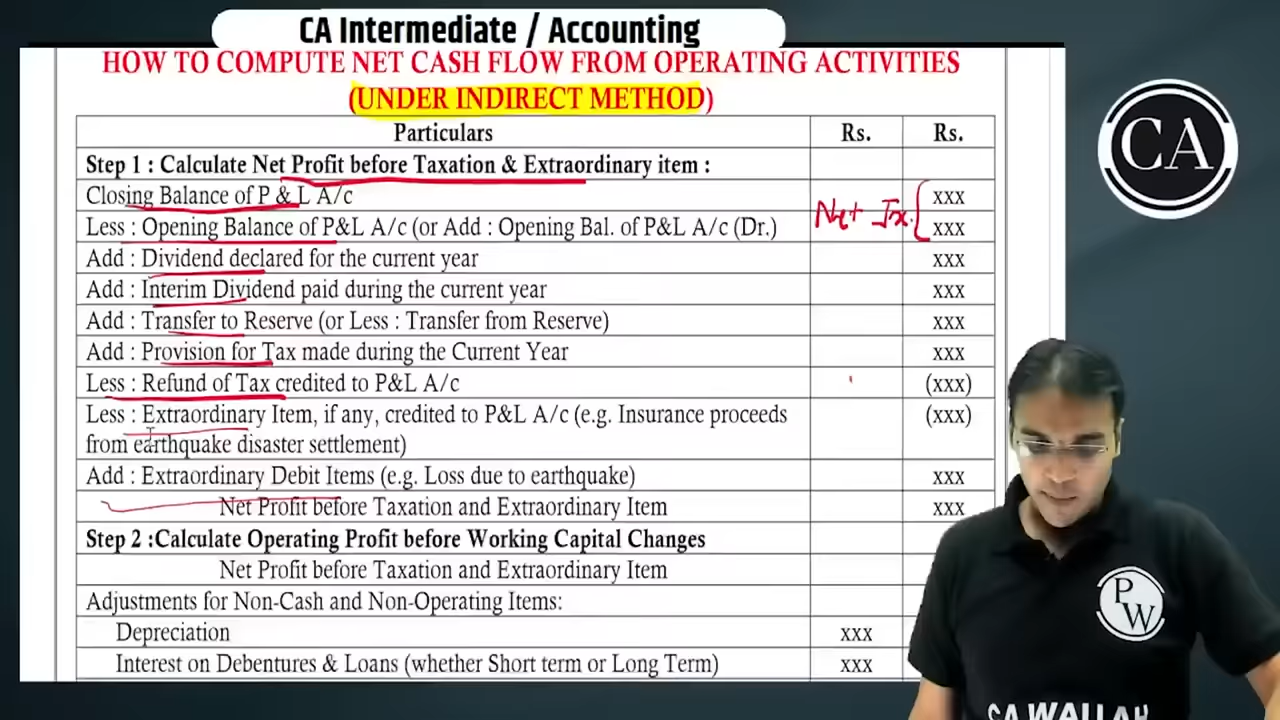 CA Intermediate / Accounting
HOW TO COMPUTE NET CASH FLOW FROM OPERATING ACTIVITIES
(UNDER INDIRECT METHOD)
Particulars Rs. Rs.
Step 1 : Calculate Net Profit before Taxation & Extraordinary item :
Closing Balance of P & L A/c xxx
Less : Opening Balance of P&L A/c (or Add : Opening Bal. of P&L A/c (Dr.) xxx
Add : Dividend declared for the current year xxx
Add : Interim Dividend paid during the current year xxx
Add : Transfer to Reserve (or Less : Transfer from Reserve) xxx
Add : Provision for Tax made during the Current Year xxx
Less : Refund of Tax credited to P&L A/c (xxx)
Less : Extraordinary Item, if any, credited to P&L A/c (e.g. Insurance proceeds (xxx)
from earthquake disaster settlement)
Add : Extraordinary Debit Items (e.g. Loss due to earthquake) xxx
Net Profit before Taxation and Extraordinary Item xxx
Step 2 :Calculate Operating Profit before Working Capital Changes
Net Profit before Taxation and Extraordinary Item
Adjustments for Non-Cash and Non-Operating Items:
Depreciation xxx
Interest on Debentures & Loans (whether Short term or Long Term) xxx
CA
PW
CA WALLAH